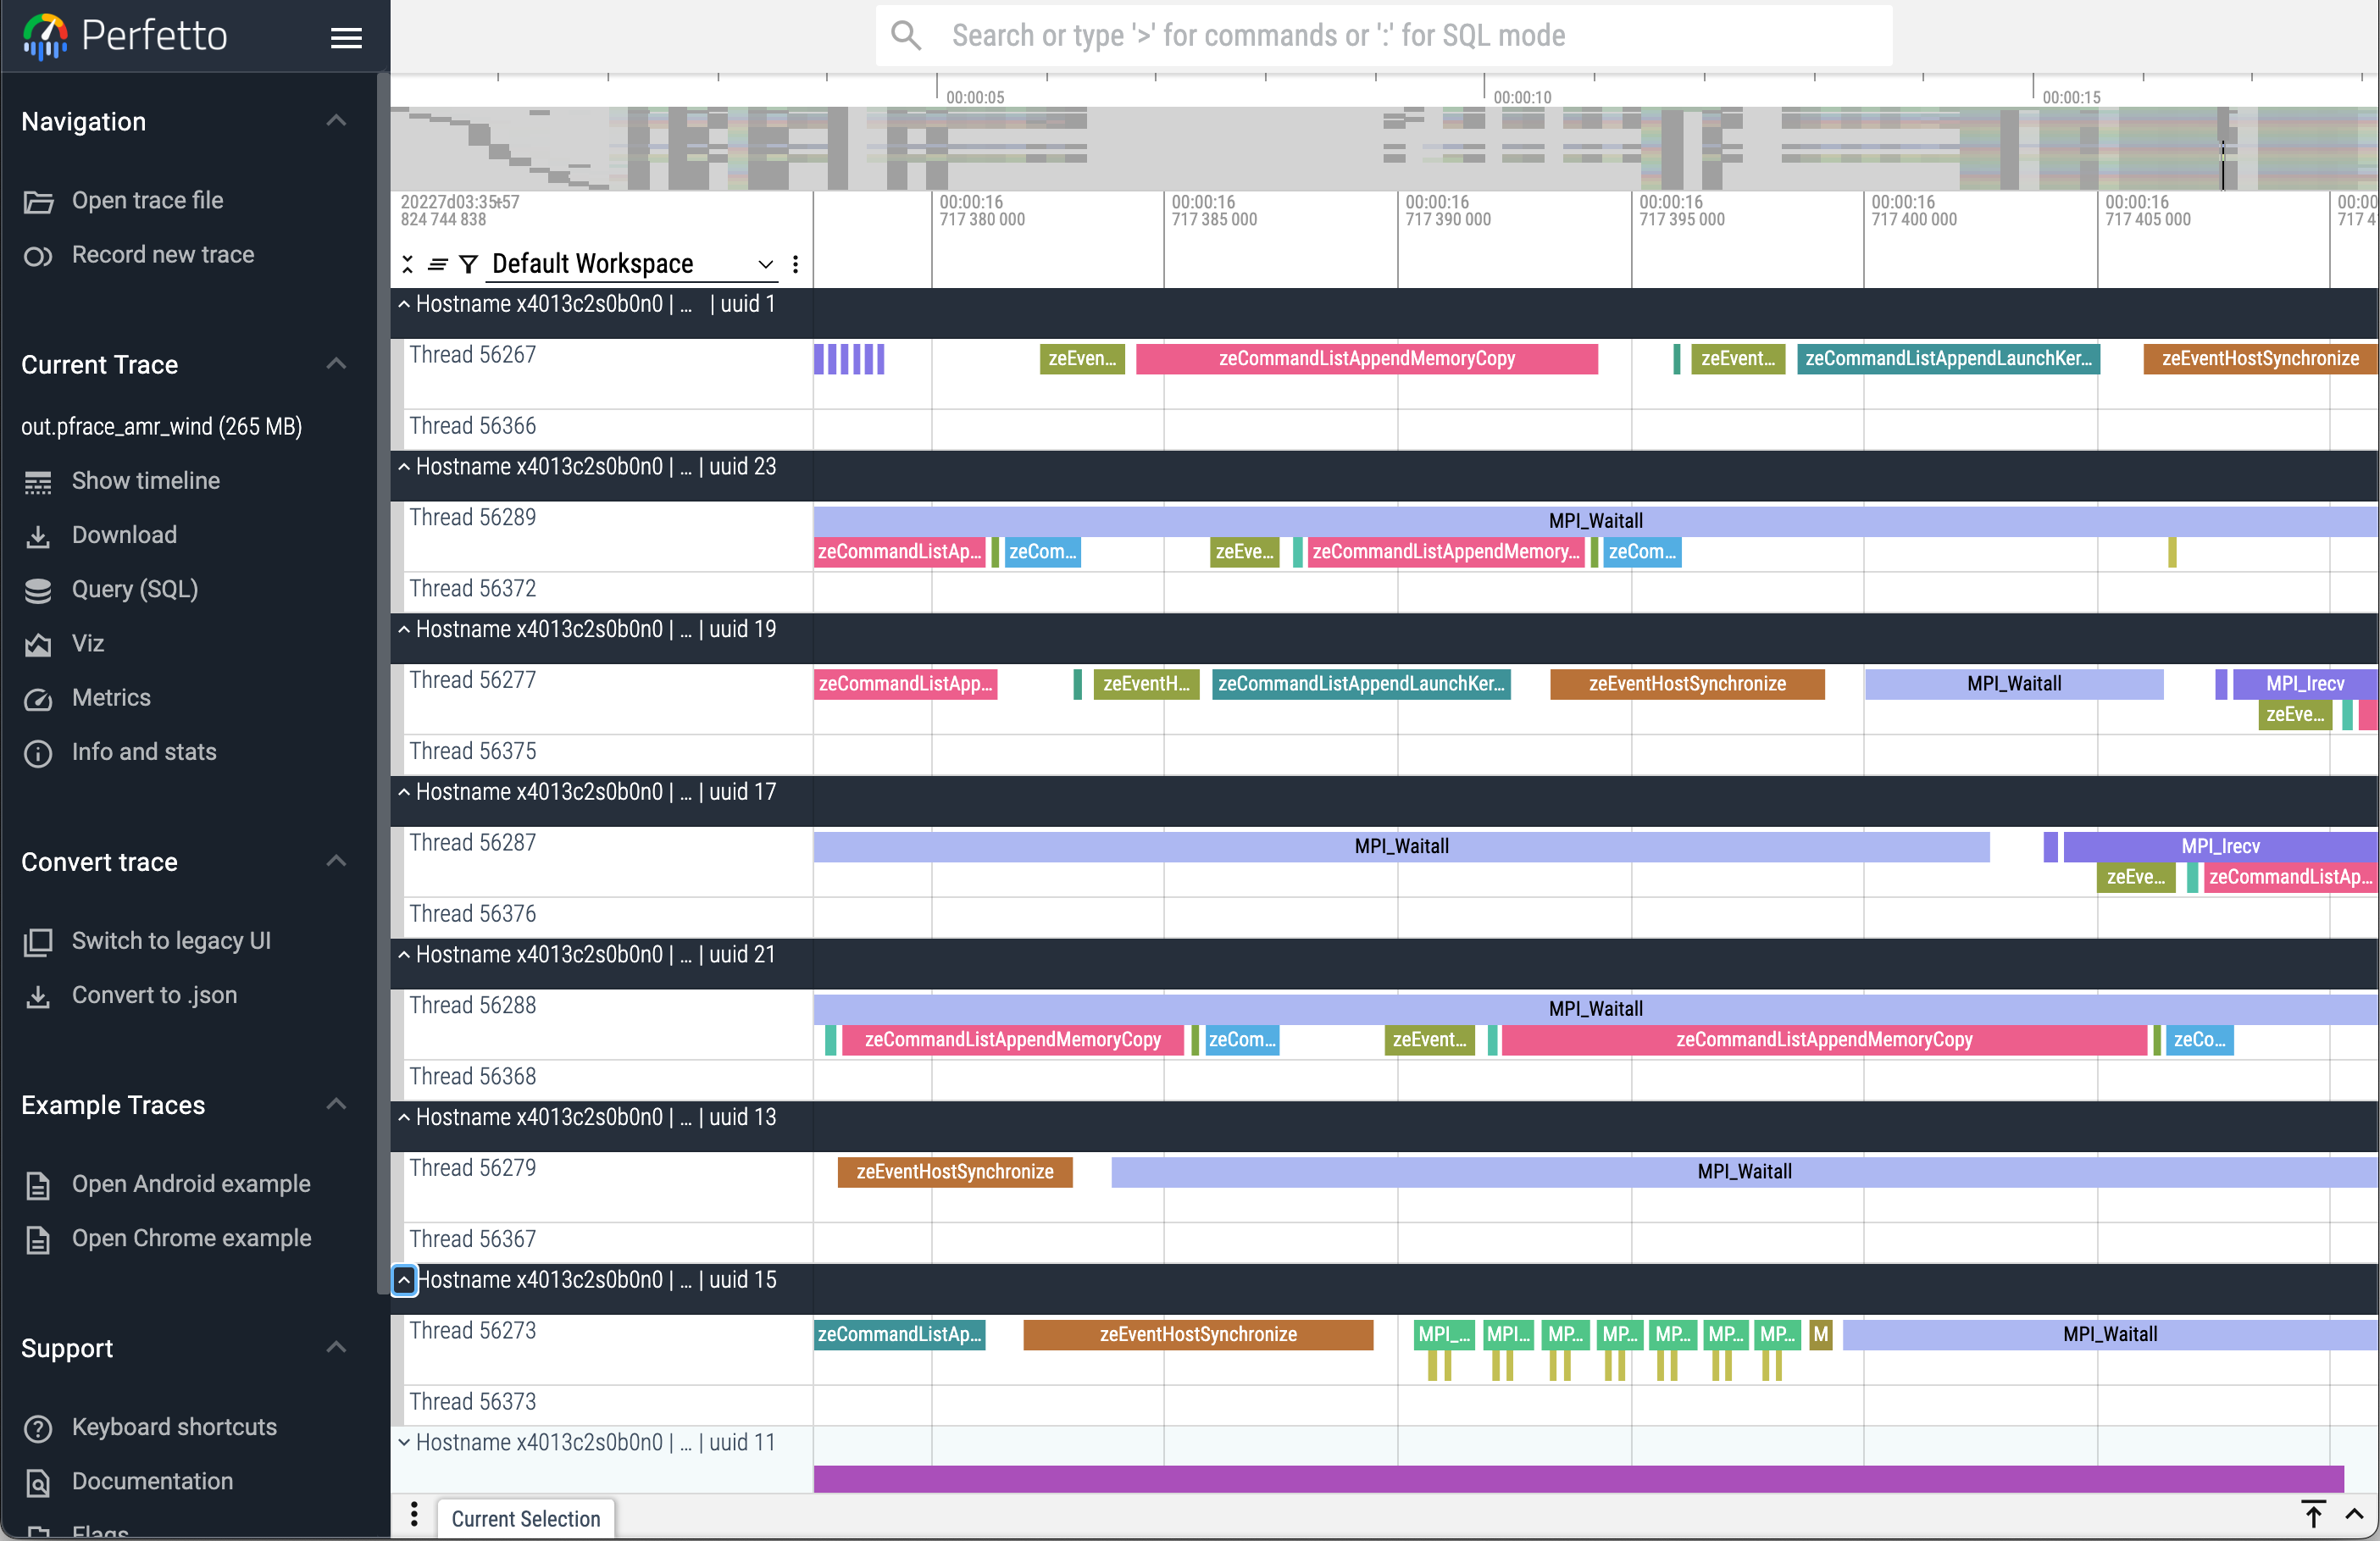 Perfetto
Search or type '>' for commands or ':' for SQL mode
Navigation
Open trace file
Record new trace
Current Trace
out.pfrace_amr_wind (265 MB)
Show timeline
Download
Query (SQL)
Viz
Metrics
Info and stats
Convert trace
Switch to legacy UI
Convert to .json
Example Traces
Open Android example
Open Chrome example
Support
Keyboard shortcuts
Documentation
Flags
00:00:05
00:00:10
00:00:15
824 744 838
00:00:16
717 380 000
00:00:16
717 385 000
00:00:16
717 390 000
00:00:16
717 395 000
00:00:16
717 400 000
00:00:16
717 405 000
00:00
717 4
Default Workspace
Hostname x4013c2s0b0n0 | ... | uuid 1
Thread 56267
zeEven... zeCommandListAppendMemoryCopy zeEvent... zeCommandListAppendLaunchKer... zeEventHostSynchronize
Thread 56366
Hostname x4013c2s0b0n0 | ... | uuid 23
Thread 56289
MPI_Waitall
zeCommandListAp... zeCom... zeEve... zeCommandListAppendMemory... zeCom...
Thread 56372
Hostname x4013c2s0b0n0 | ... | uuid 19
Thread 56277
zeCommandListApp... zeEventH... zeCommandListAppendLaunchKer... zeEventHostSynchronize MPI_Waitall MPI_Irecv
zeEve...
Thread 56375
Hostname x4013c2s0b0n0 | ... | uuid 17
Thread 56287
MPI_Waitall MPI_Irecv
zeEve... zeCommandListAp...
Thread 56376
Hostname x4013c2s0b0n0 | ... | uuid 21
Thread 56288
MPI_Waitall
zeCommandListAppendMemoryCopy zeCom... zeEvent... zeCommandListAppendMemoryCopy zeCo...
Thread 56368
Hostname x4013c2s0b0n0 | ... | uuid 13
Thread 56279
zeEventHostSynchronize MPI_Waitall
Thread 56367
Hostname x4013c2s0b0n0 | ... | uuid 15
Thread 56273
zeCommandListAp... zeEventHostSynchronize MPI_... MPI... MP... MP... MP... MP... MP... M MPI_Waitall
Thread 56373
Hostname x4013c2s0b0n0 | ... | uuid 11
Current Selection